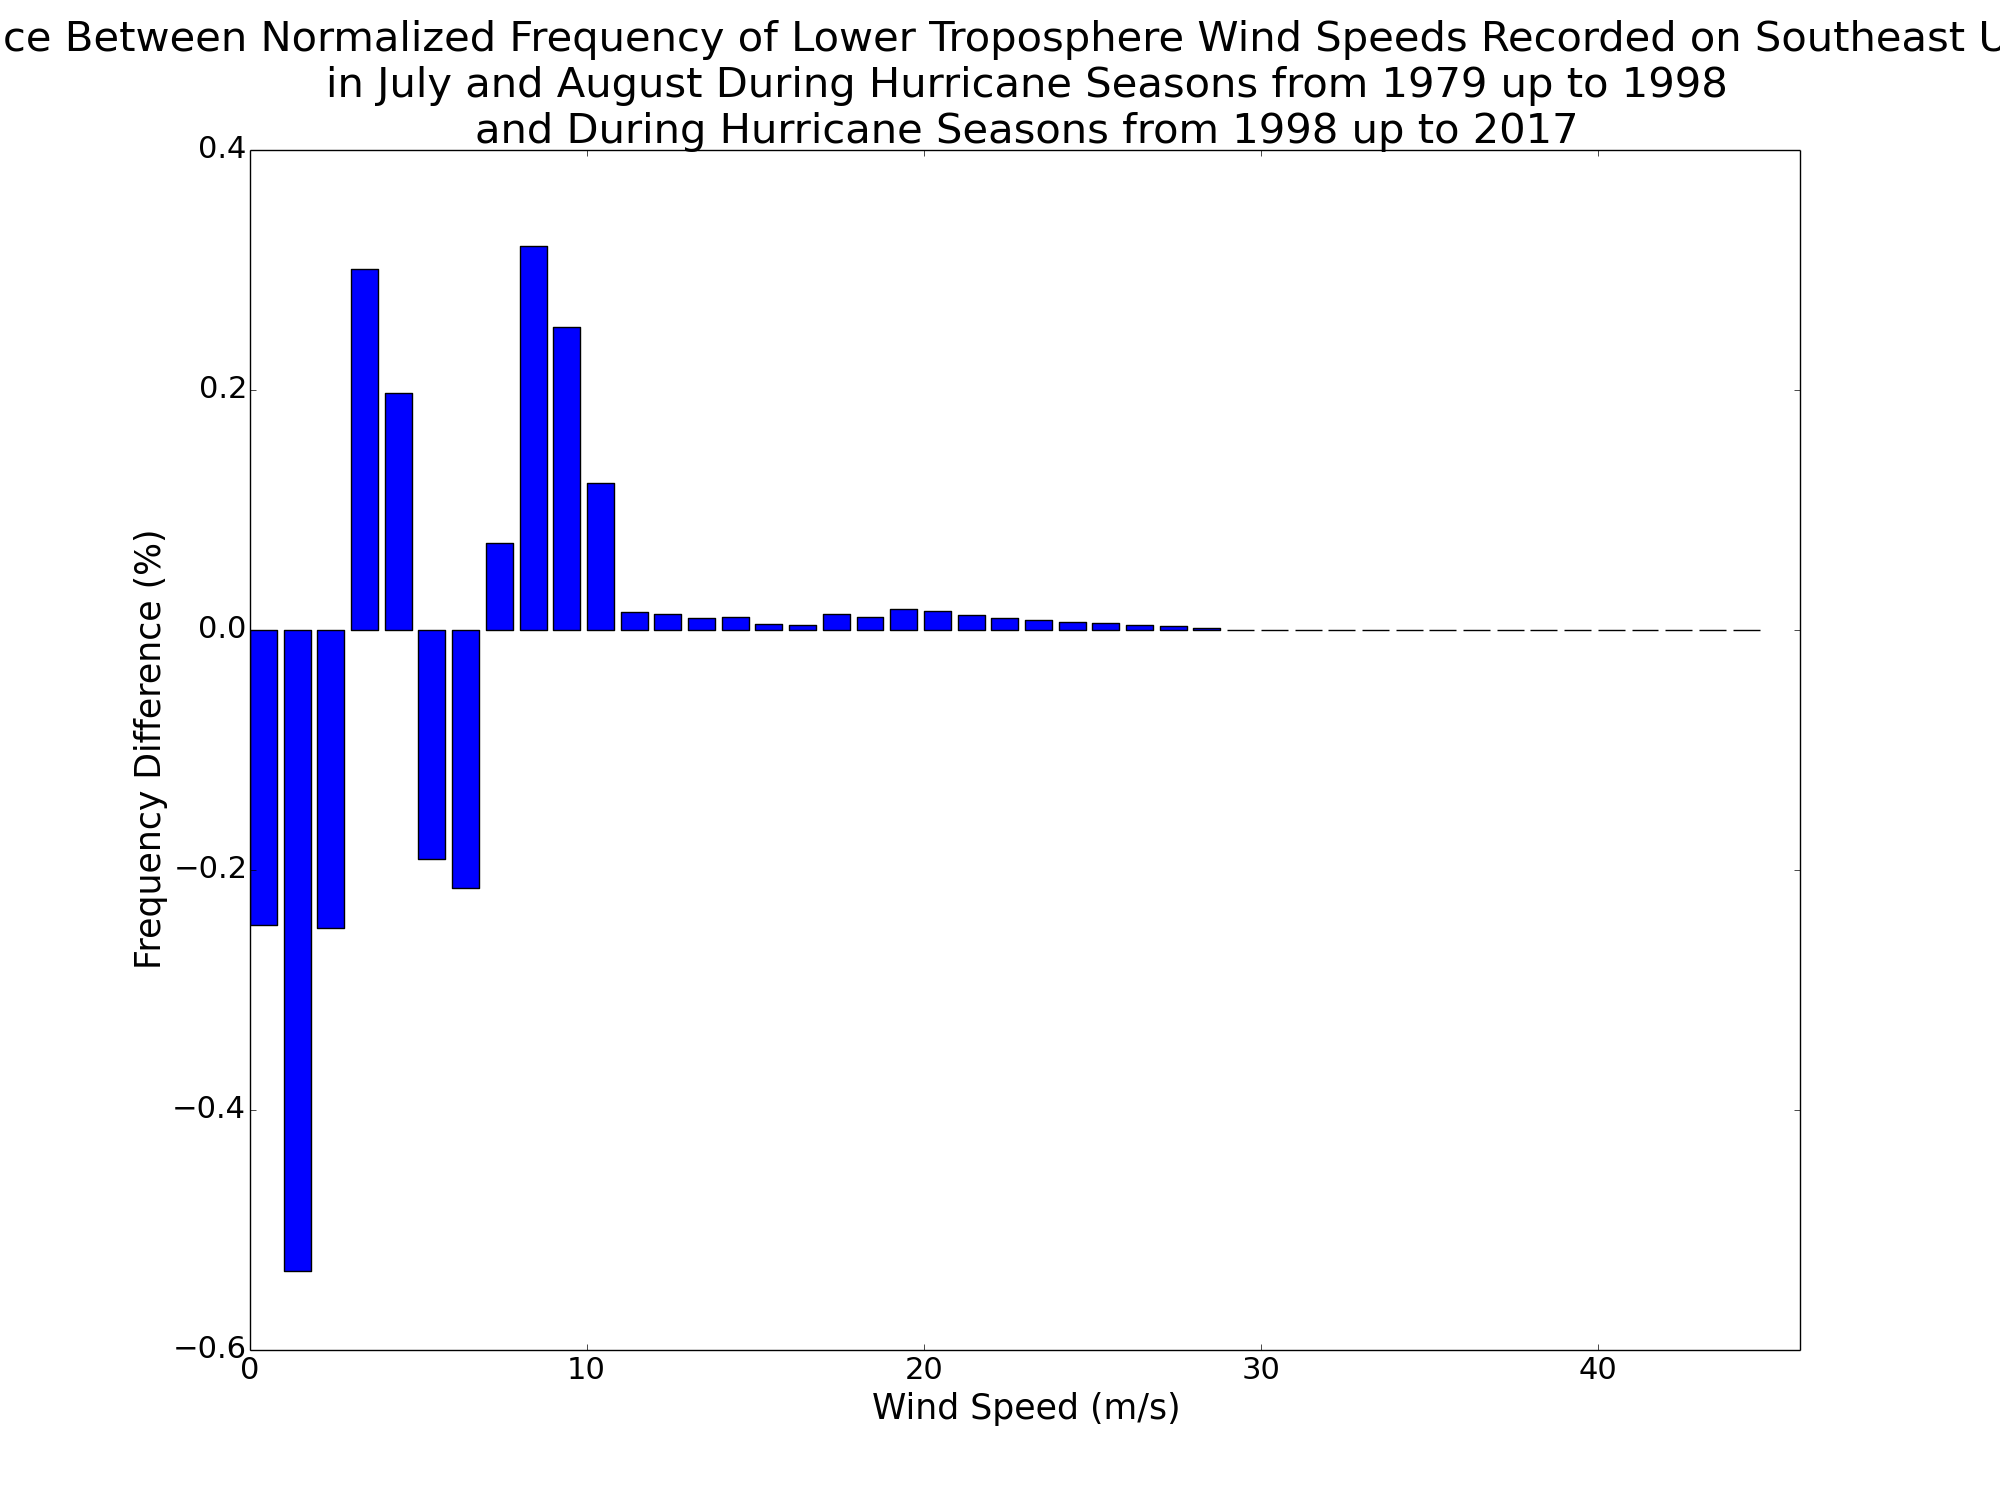 ce Between Normalized Frequency of Lower Troposphere Wind Speeds Recorded on Southeast U
in July and August During Hurricane Seasons from 1979 up to 1998
and During Hurricane Seasons from 1998 up to 2017
0.4
0.2
0.0
−0.2
−0.4
−0.6
Frequency Difference (%)
0 10 20 30 40
Wind Speed (m/s)